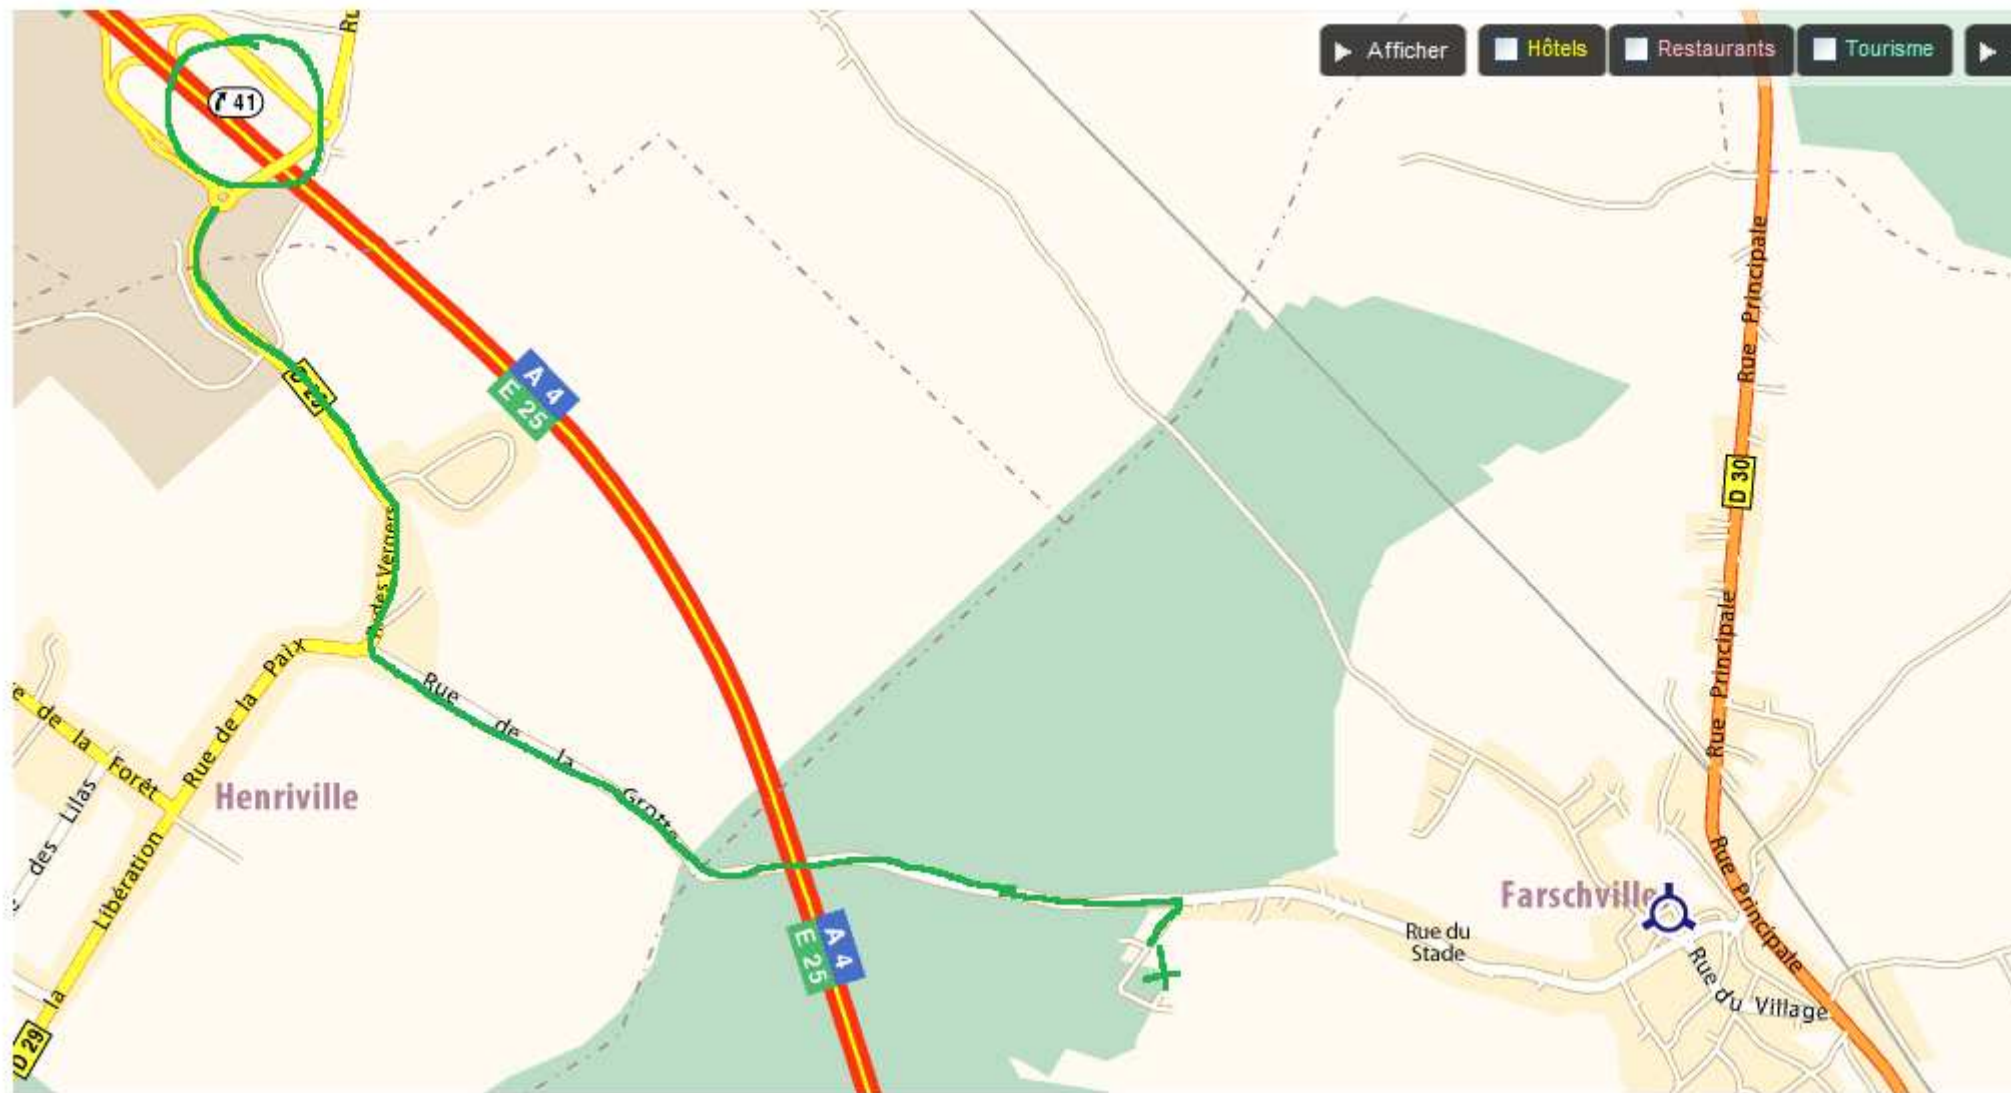 Afficher
Hôtels
Restaurants
Tourisme
41
Rue Principale
A 4
E 25
D 29
D 30
R. des Vergers
Rue Principale
Rue de la Paix
Rue de la Grotte
de la Forêt
Henriville
des Lilas
la Libération
Rue Principale
Farschville
Rue du
Stade
A 4
E 25
Rue du Village
D 29